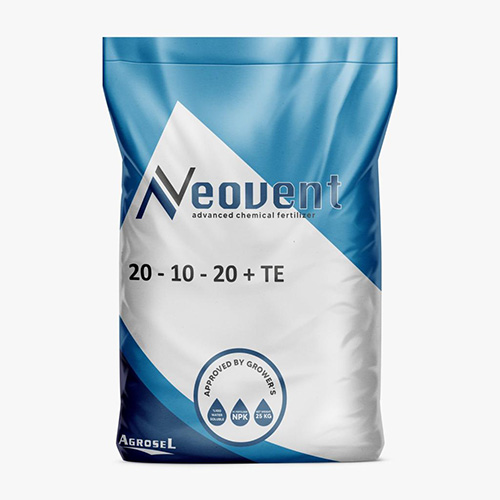 Neovent
advanced chemical fertilizer
20 - 10 - 20 + TE
APPROVED BY GROWER'S
NPK
25 KG
AGROSEL